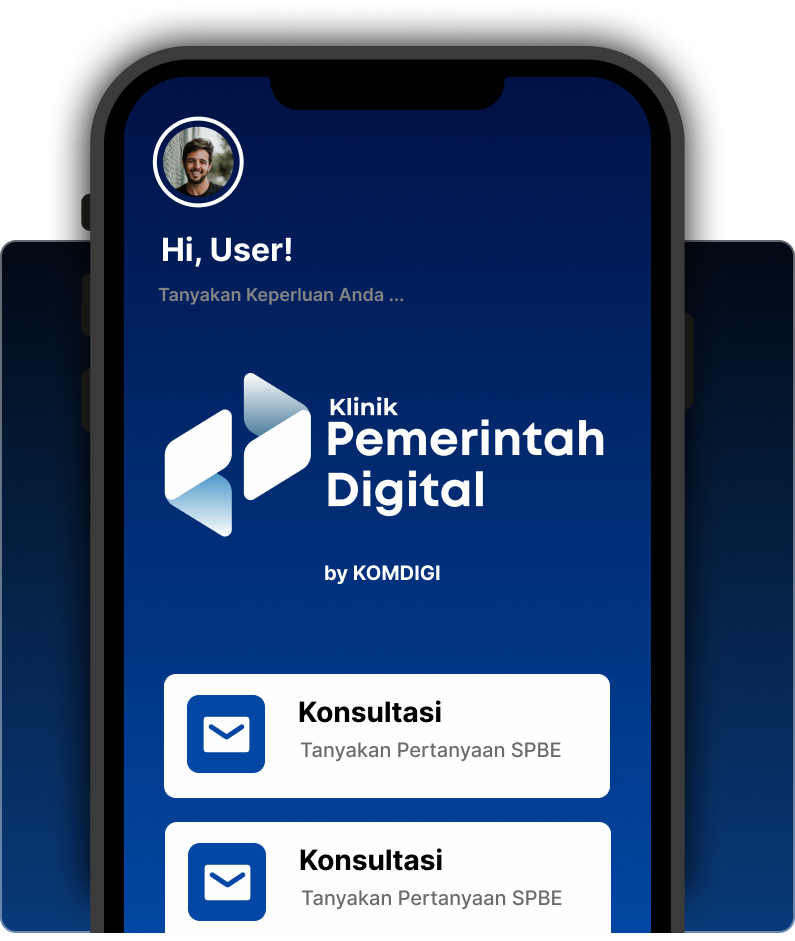 Hi, User!
Tanyakan Keperluan Anda ...
Klinik
Pemerintah
Digital
by KOMDIGI
Konsultasi
Tanyakan Pertanyaan SPBE
Konsultasi
Tanyakan Pertanyaan SPBE